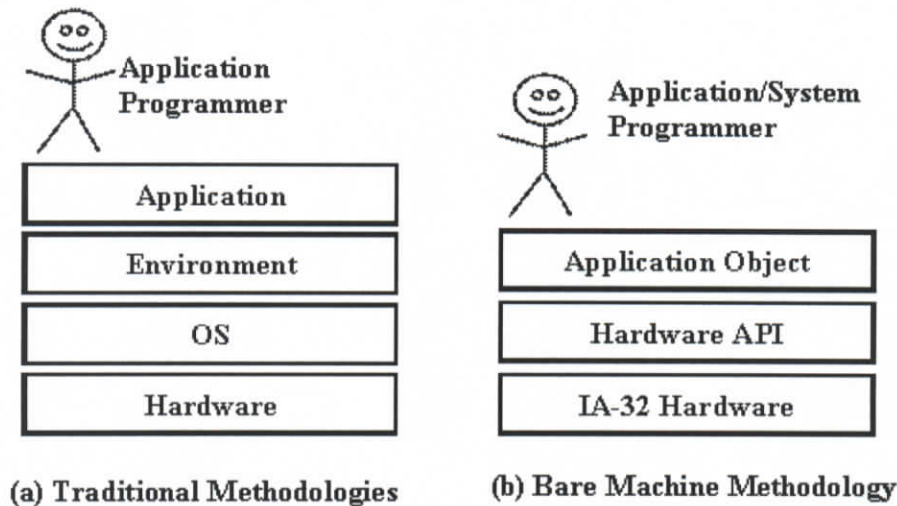 Application
Programmer
Application
Environment
OS
Hardware
(a) Traditional Methodologies
Application/System
Programmer
Application Object
Hardware API
IA-32 Hardware
(b) Bare Machine Methodology